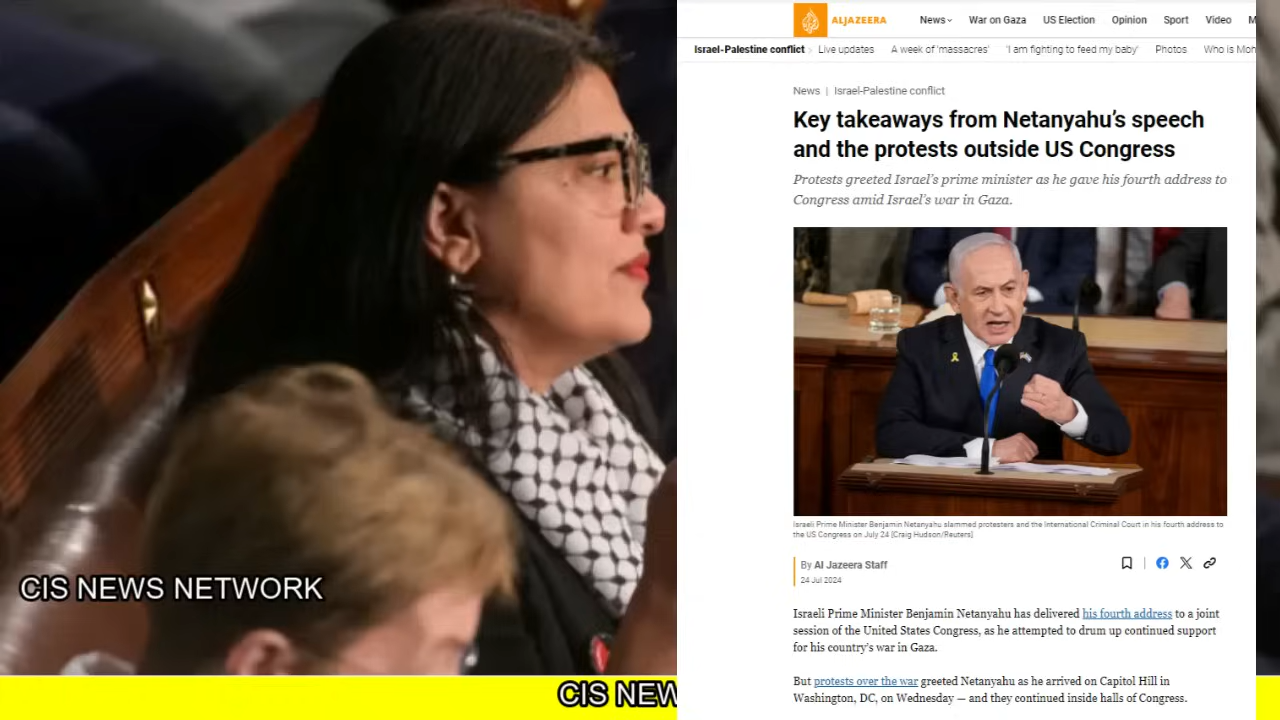 ALJAZEERA
News
War on Gaza
US Election
Opinion
Sport
Video
Israel-Palestine conflict
Live updates
A week of 'massacres'
'I am fighting to feed my baby'
Photos
Who is
News | Israel-Palestine conflict
Key takeaways from Netanyahu's speech
and the protests outside US Congress
Protests greeted Israel's prime minister as he gave his fourth address to
Congress amid Israel's war in Gaza.
Israeli Prime Minister Benjamin Netanyahu slammed protesters and the International Criminal Court in his fourth address to
the US Congress on July 24 [Craig Hudson/Reuters]
By Al Jazeera Staff
24 Jul 2024
Israeli Prime Minister Benjamin Netanyahu has delivered his fourth address to a joint
session of the United States Congress, as he attempted to drum up continued support
for his country's war in Gaza.
But protests over the war greeted Netanyahu as he arrived on Capitol Hill in
Washington, DC, on Wednesday — and they continued inside halls of Congress.
CIS NEWS NETWORK
CIS NEW